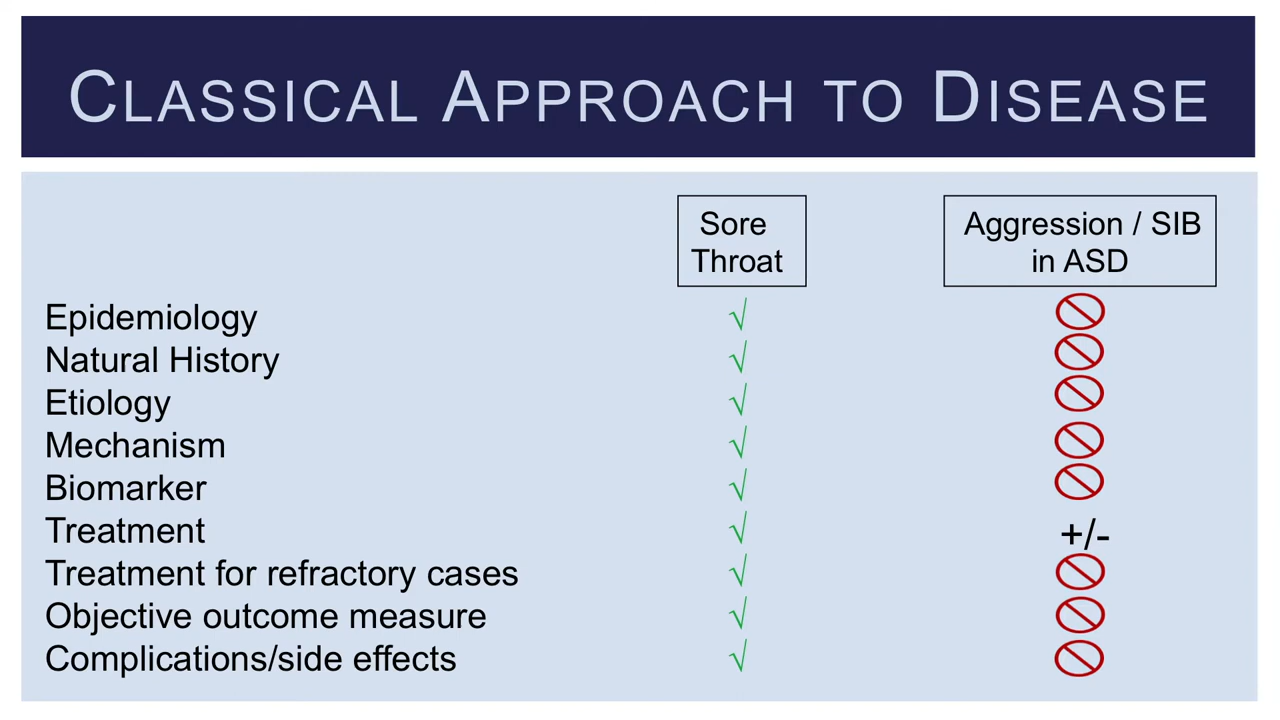 CLASSICAL APPROACH TO DISEASE
Sore
Throat
Aggression / SIB
in ASD
Epidemiology √
Natural History √
Etiology √
Mechanism √
Biomarker √
Treatment √ +/-
Treatment for refractory cases √
Objective outcome measure √
Complications/side effects √